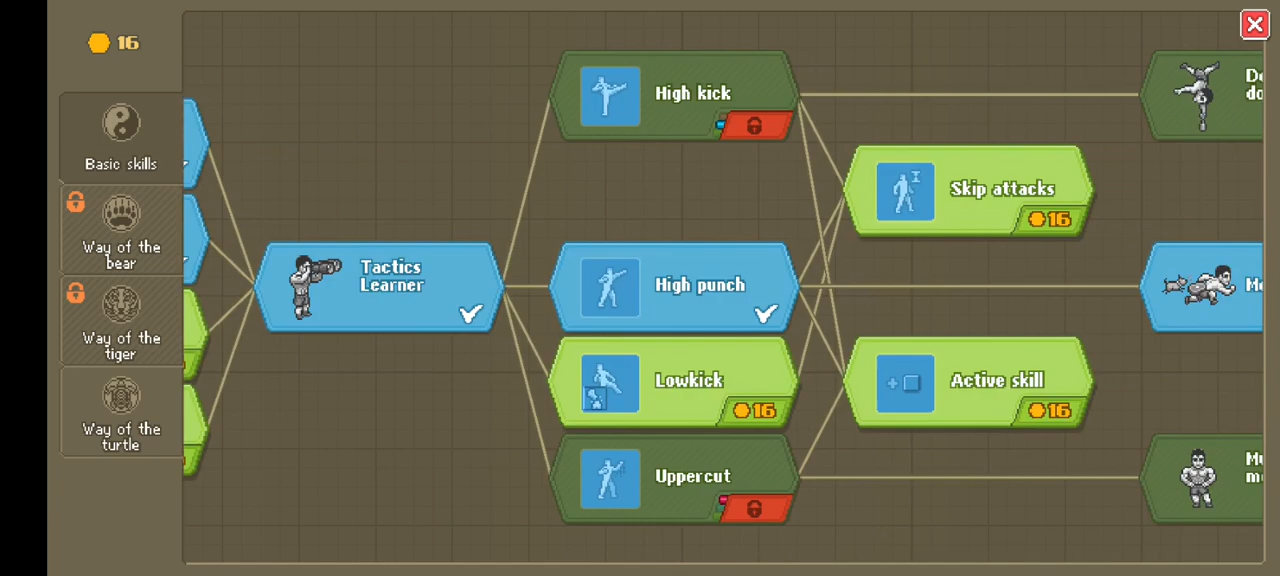 16
Basic skills
Way of the
bear
Way of the
tiger
Way of the
turtle
Tactics
Learner
High kick
High punch
Lowkick
16
Uppercut
Skip attacks
16
Active skill
16